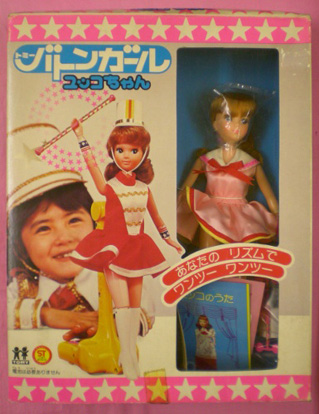 トミー バトンガール
ユッコちゃん
あなたの リズムで
ワンツー ワンツー
ッコのうた
TOMY